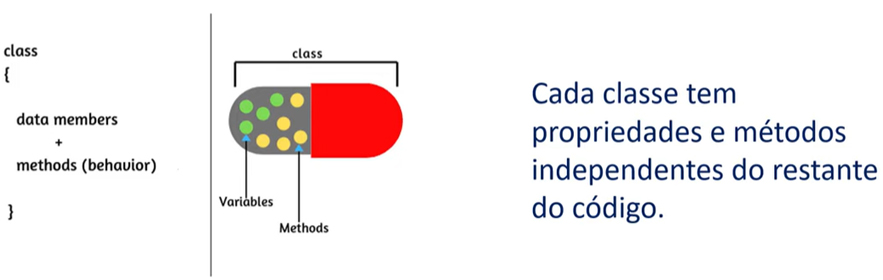 class
{
data members
+
methods (behavior)
}
class
Variables
Methods
Cada classe tem
propriedades e métodos
independentes do restante
do código.